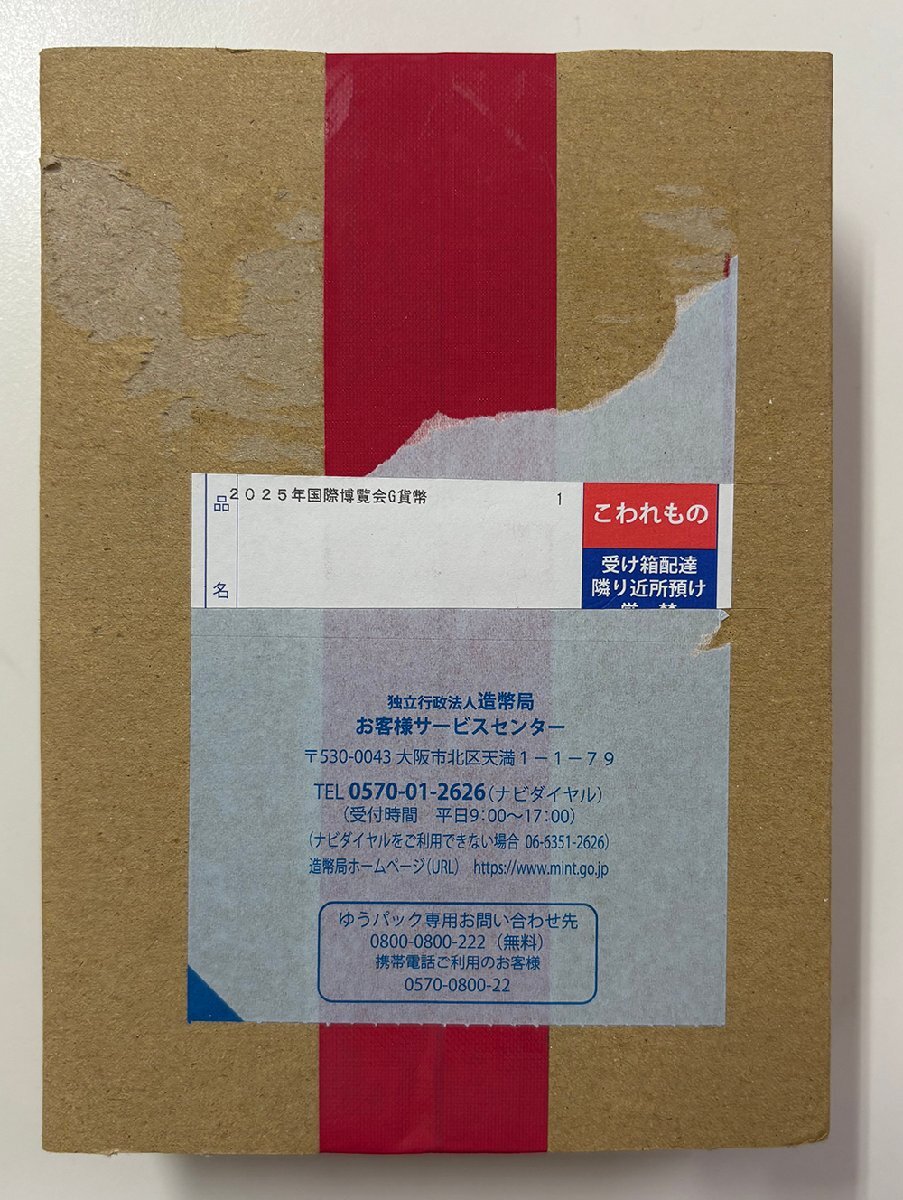 品名
２０２５年国際博覧会G貨幣 1
こわれもの
受け箱配達
隣り近所預け
厳禁
独立行政法人造幣局
お客様サービスセンター
〒530-0043 大阪市北区天満１－１－７９
TEL 0570-01-2626（ナビダイヤル）
（受付時間 平日9：00〜17：00）
（ナビダイヤルをご利用できない場合 06-6351-2626）
造幣局ホームページ（URL） https://www.mint.go.jp
ゆうパック専用お問い合わせ先
0800-0800-222（無料）
携帯電話ご利用のお客様
0570-0800-22